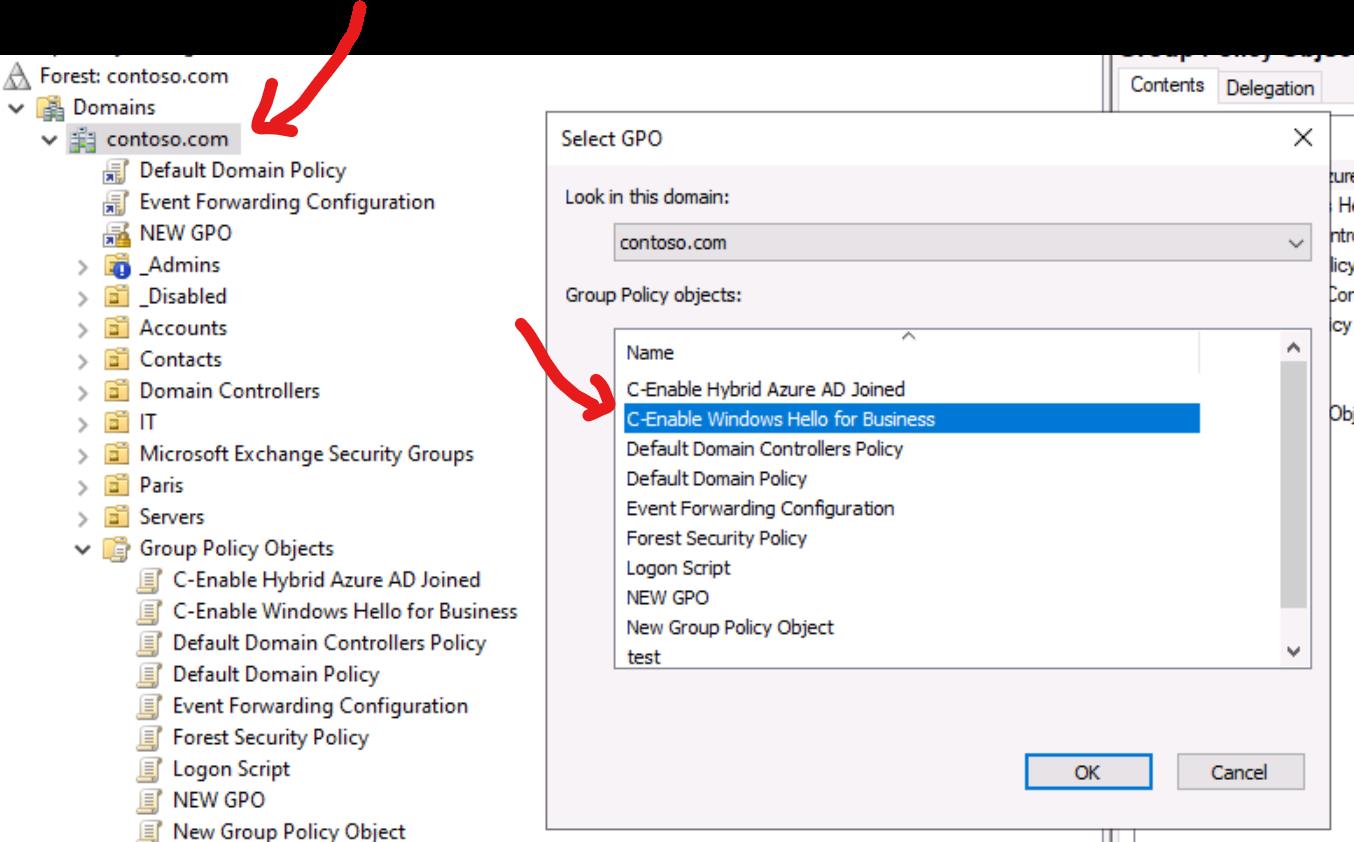 Forest: contoso.com
Domains
contoso.com
Default Domain Policy
Event Forwarding Configuration
NEW GPO
_Admins
_Disabled
Accounts
Contacts
Domain Controllers
IT
Microsoft Exchange Security Groups
Paris
Servers
Group Policy Objects
C-Enable Hybrid Azure AD Joined
C-Enable Windows Hello for Business
Default Domain Controllers Policy
Default Domain Policy
Event Forwarding Configuration
Forest Security Policy
Logon Script
NEW GPO
New Group Policy Object
Contents Delegation
Select GPO
Look in this domain:
contoso.com
Group Policy objects:
Name
C-Enable Hybrid Azure AD Joined
C-Enable Windows Hello for Business
Default Domain Controllers Policy
Default Domain Policy
Event Forwarding Configuration
Forest Security Policy
Logon Script
NEW GPO
New Group Policy Object
test
OK Cancel